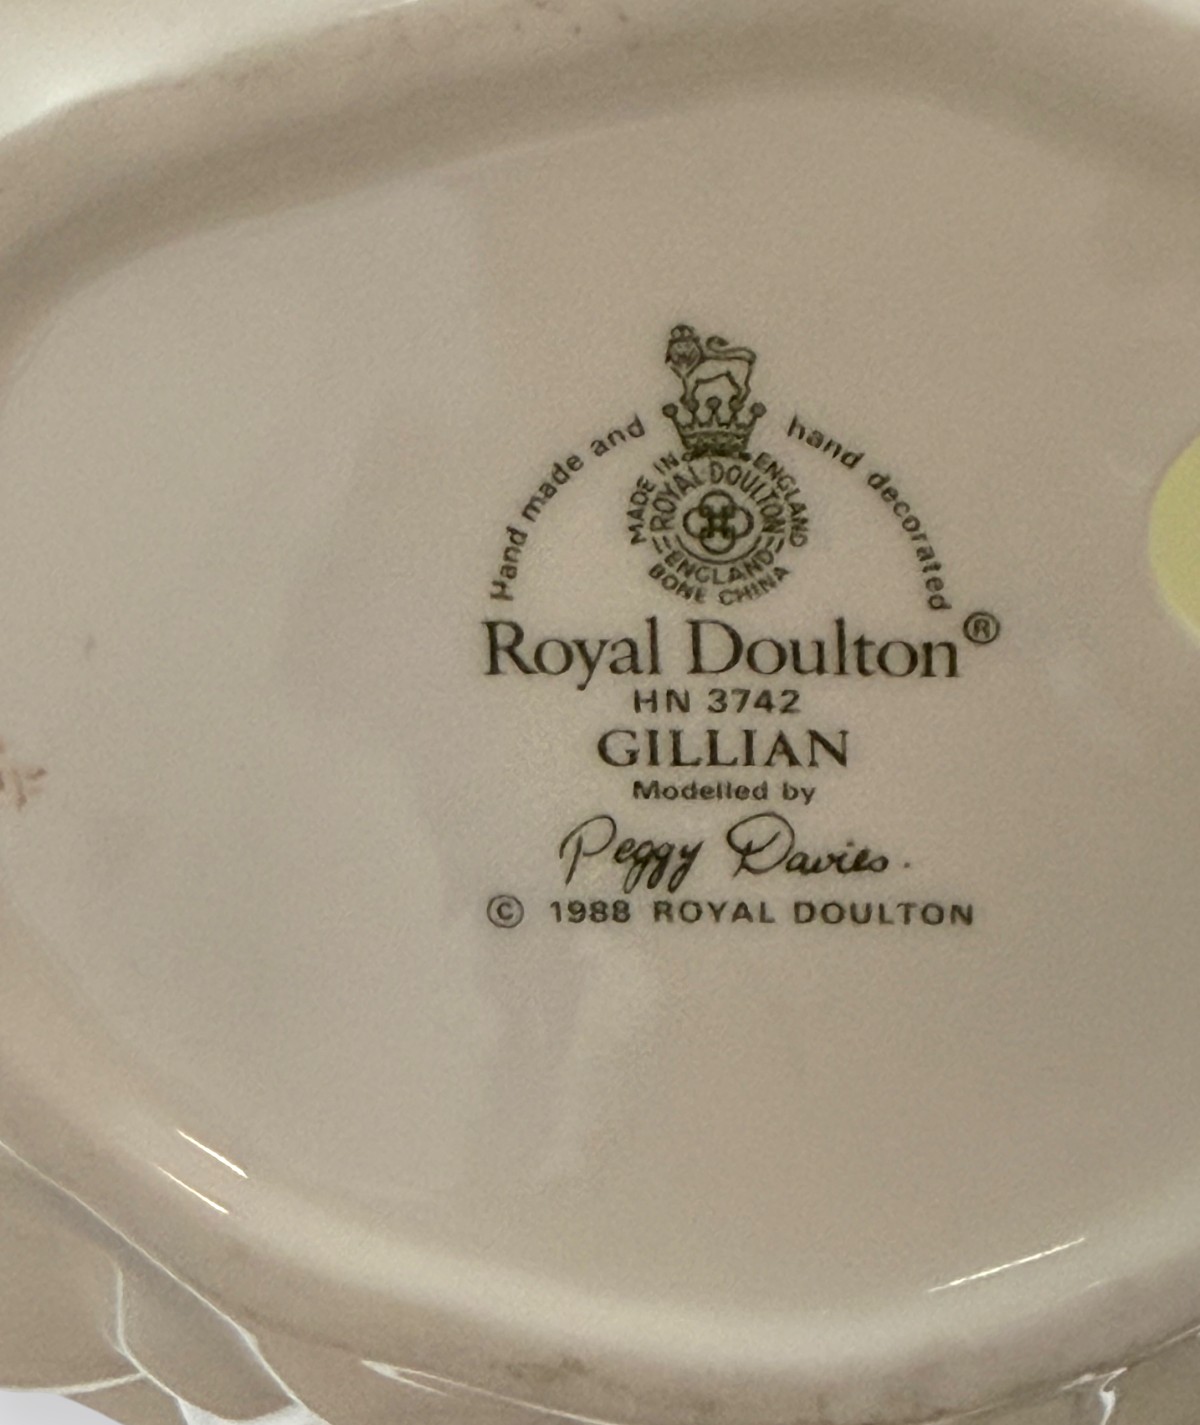 Hand made and hand decorated
MADE IN ENGLAND
ROYAL DOULTON
ENGLAND
BONE CHINA
Royal Doulton®
HN 3742
GILLIAN
Modelled by
Peggy Davies.
© 1988 ROYAL DOULTON